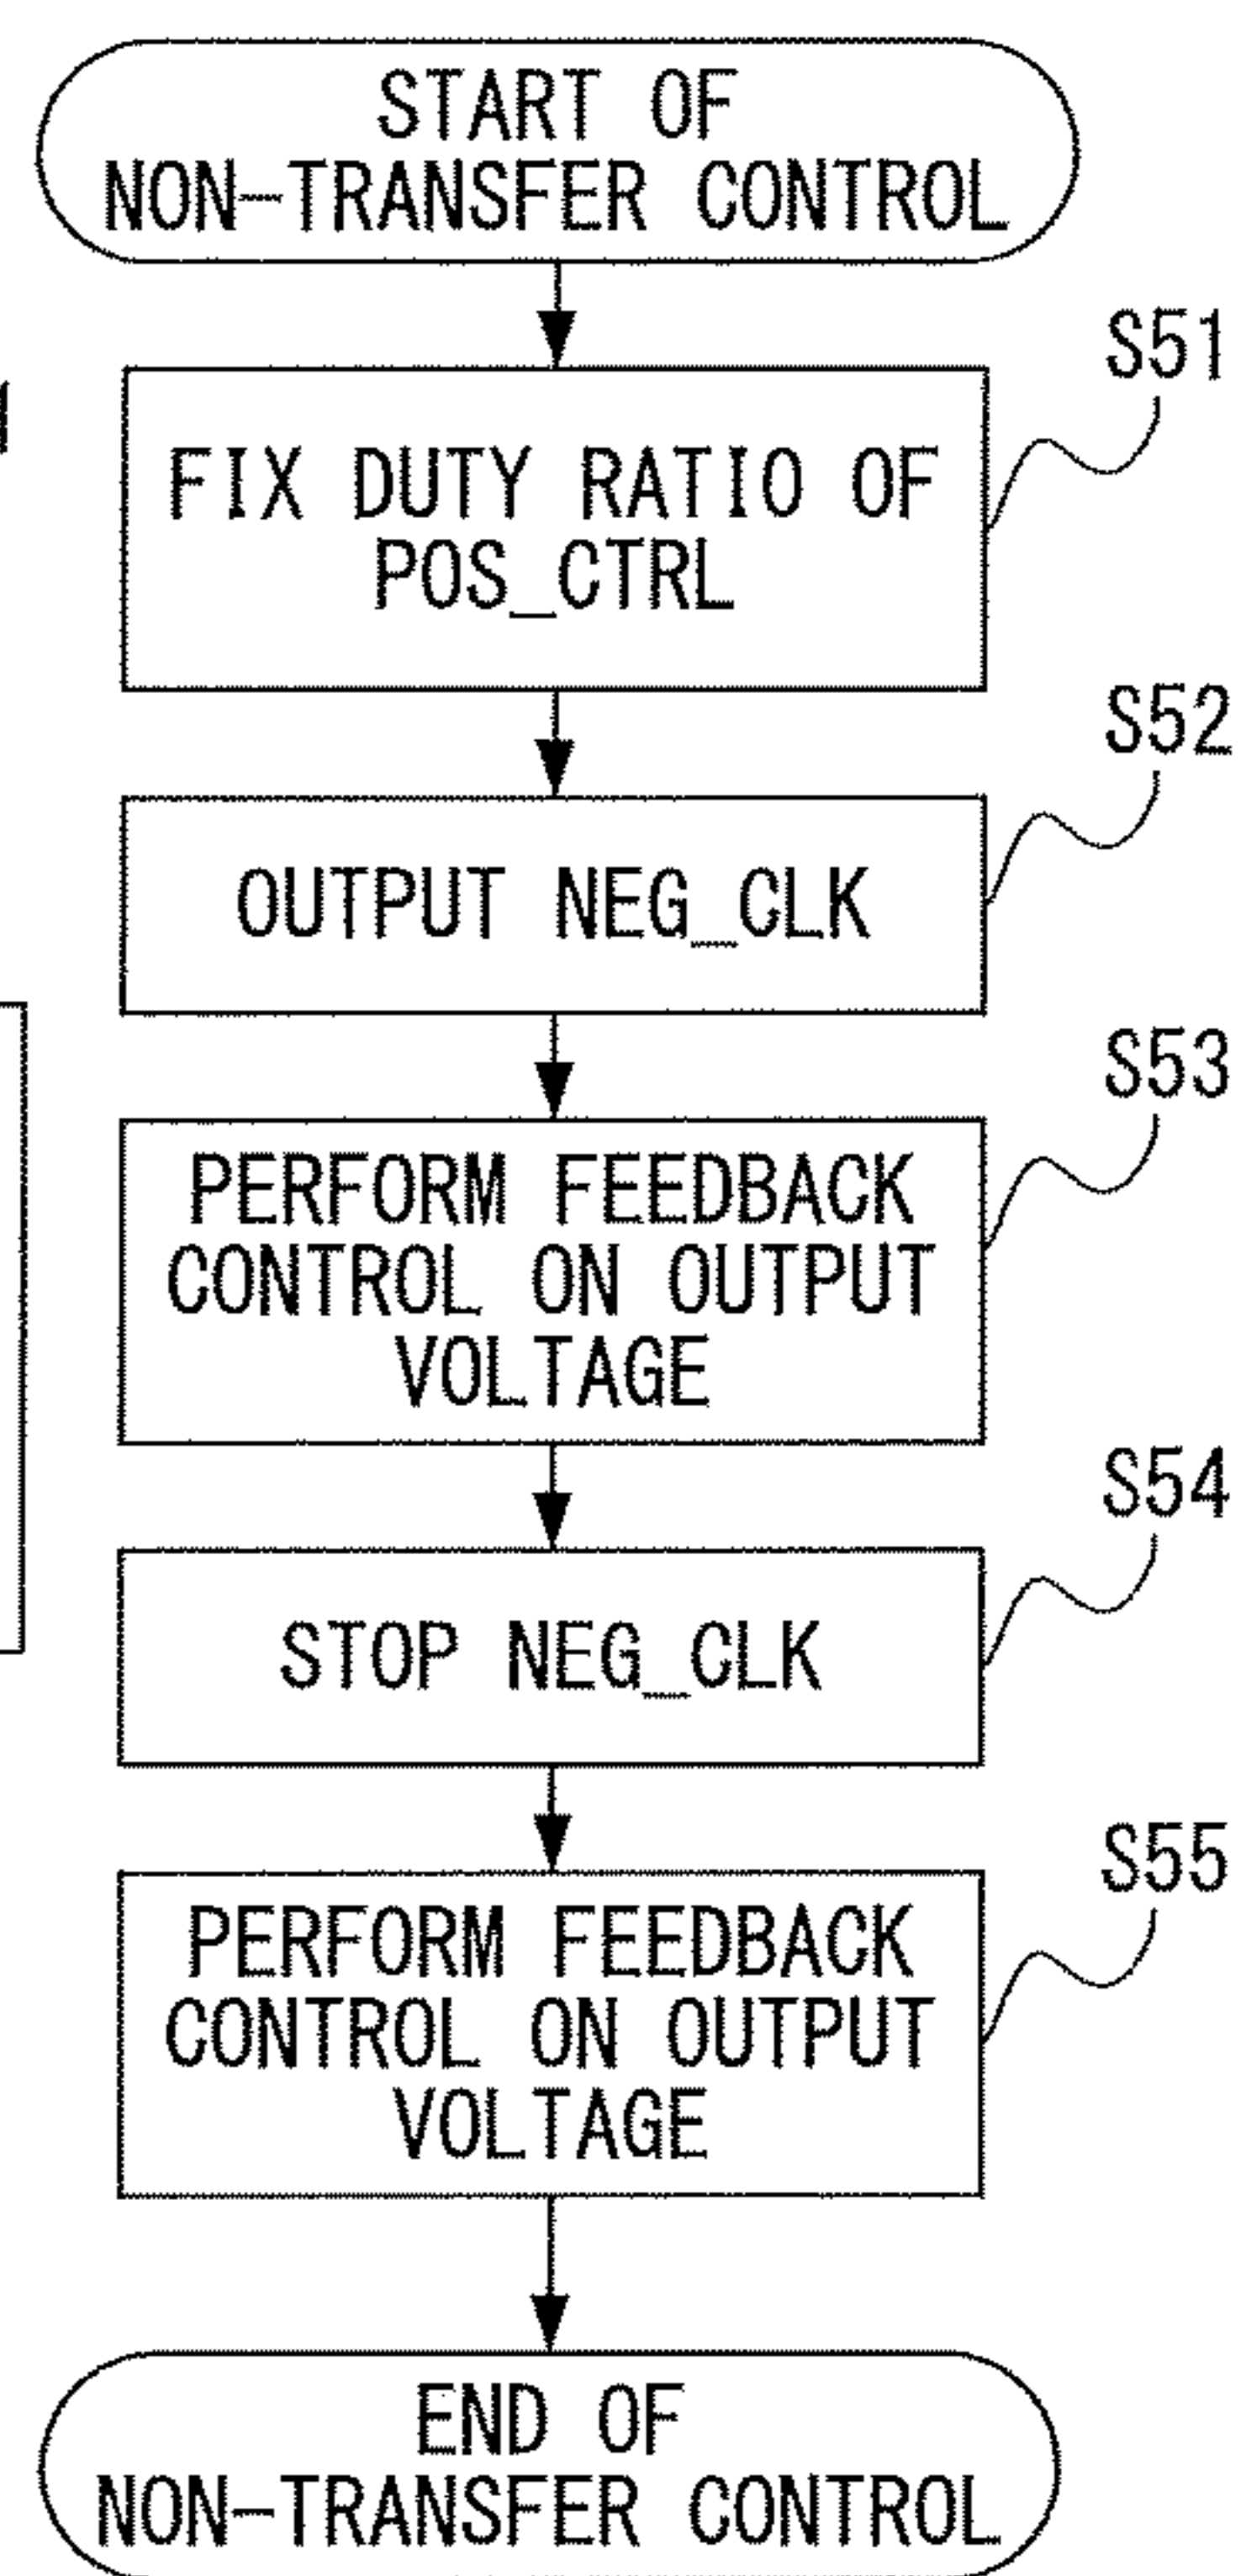 START OF
NON-TRANSFER CONTROL
S51
FIX DUTY RATIO OF
POS_CTRL
S52
OUTPUT NEG_CLK
S53
PERFORM FEEDBACK
CONTROL ON OUTPUT
VOLTAGE
S54
STOP NEG_CLK
S55
PERFORM FEEDBACK
CONTROL ON OUTPUT
VOLTAGE
END OF
NON-TRANSFER CONTROL